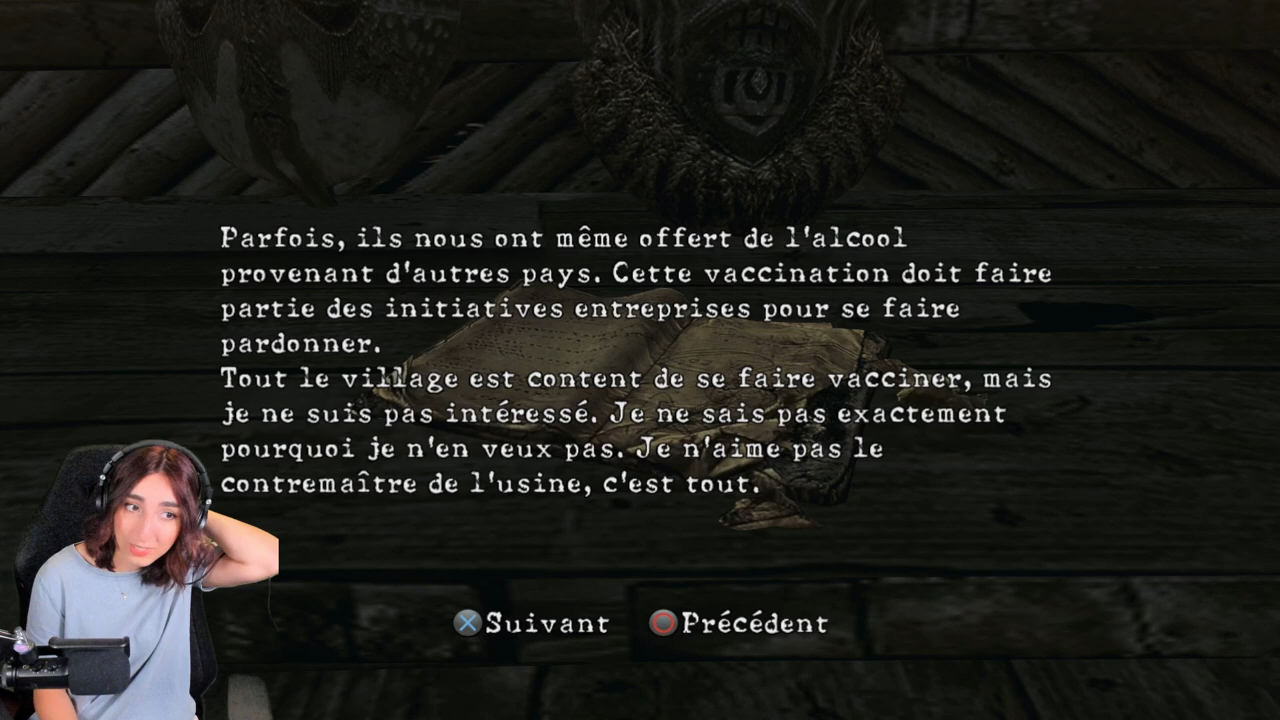 Parfois, ils nous ont même offert de l'alcool
provenant d'autres pays. Cette vaccination doit faire
partie des initiatives entreprises pour se faire
pardonner.
Tout le village est content de se faire vacciner, mais
je ne suis pas intéressé. Je ne sais pas exactement
pourquoi je n'en veux pas. Je n'aime pas le
contremaître de l'usine, c'est tout.
Suivant Précédent